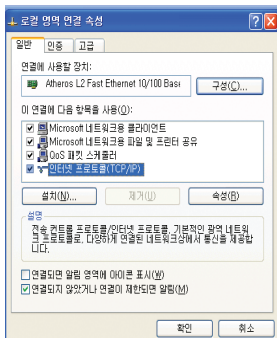 로컬 영역 연결 속성
일반 인증 고급
연결에 사용할 장치:
Atheros L2 Fast Ethernet 10/100 Base
구성(C)...
이 연결에 다음 항목을 사용(O):
Microsoft 네트워크용 클라이언트
Microsoft 네트워크용 파일 및 프린터 공유
QoS 패킷 스케줄러
인터넷 프로토콜(TCP/IP)
설치(N)... 제거(U) 속성(R)
설명
전송 컨트롤 프로토콜/인터넷 프로토콜. 기본적인 광역 네트워
크 프로토콜로, 다양하게 연결된 네트워크상에서 통신을 제공합
니다.
연결되면 알림 영역에 아이콘 표시(W)
연결되지 않았거나 연결이 제한되면 알림(M)
확인 취소